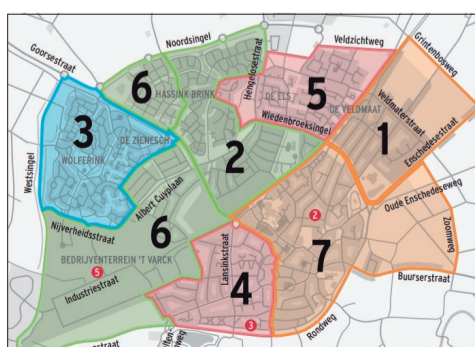 Noordsingel
Veldzichtweg
Grintenbosweg
Goorsestraat
6
HASSINK BRINK
Hengelosestraat
DE ELS
5
DE VELDMAAT
Veldmaterstraat
1
Enschedesestraat
3
DE ZIENESCH
WOLFERINK
Wiedenbroeksingel
2
Westsingel
Albert Cuyplaan
Oude Enschedeseweg
2
Nijverheidsstraat
6
Zoomweg
BEDRIJVENTERREIN 'T VARCK
Lansinkstraat
7
5
Industriestraat
4
Buurserstraat
3
Rondweg